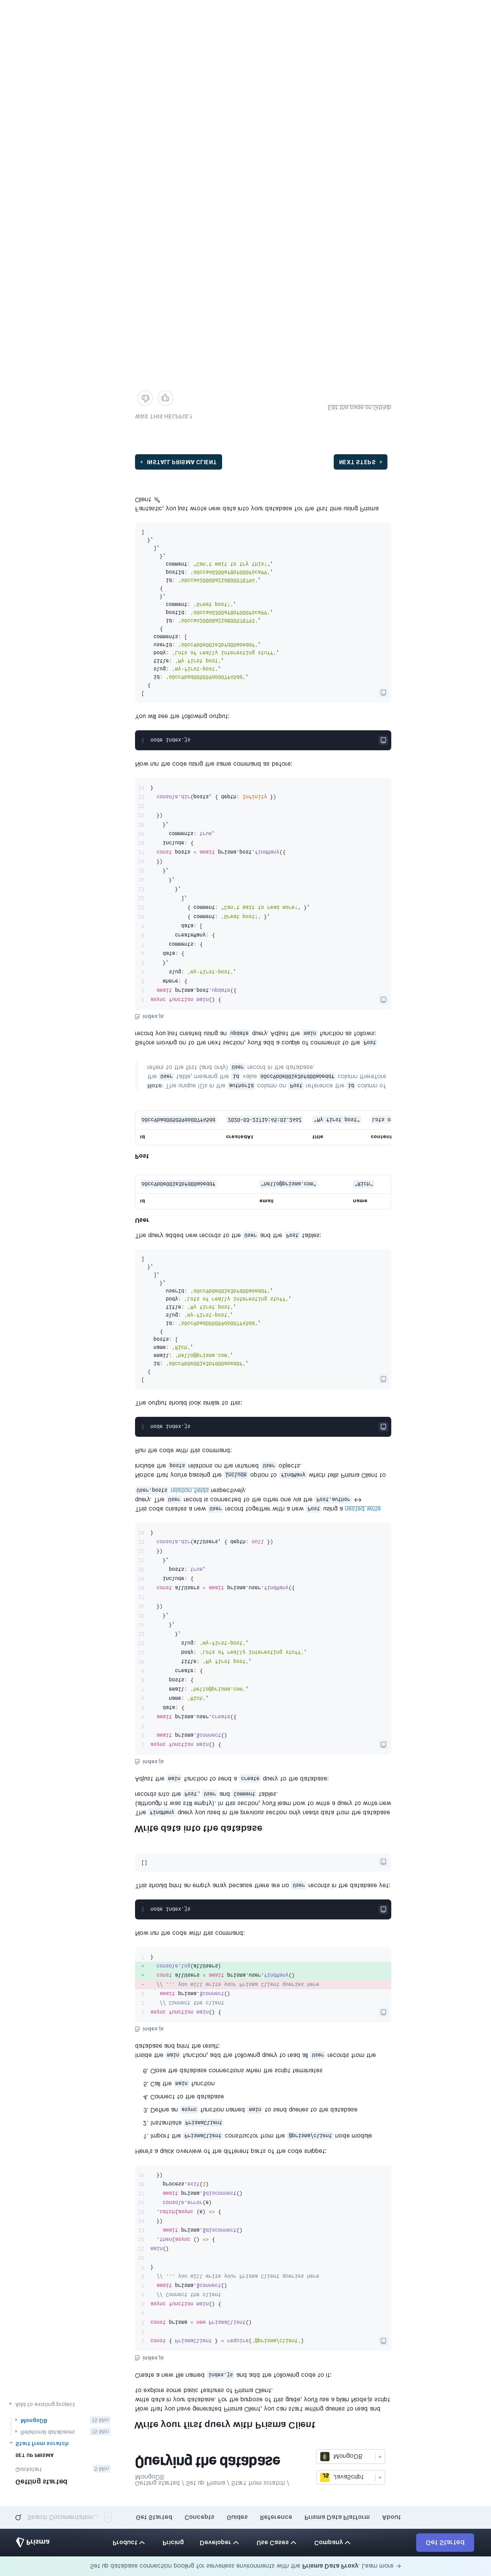 Set up database connection pooling for serverless environments with the Prisma Data Proxy. Learn more →
Prisma
Product
Pricing
Developer
Use Cases
Company
Get Started
Search Documentation...
/
Get Started
Concepts
Guides
Reference
Prisma Data Platform
About
Getting started
Quickstart
5 Min
SET UP PRISMA
Start from scratch
Relational databases
15 Min
MongoDB
15 Min
Add to existing project
Getting started / Set up Prisma / Start from scratch /
MongoDB
Querying the database
JavaScript
MongoDB
Write your first query with Prisma Client
Now that you have generated Prisma Client, you can start writing queries to read and
write data in your database. For the purpose of this guide, you'll use a plain Node.js script
to explore some basic features of Prisma Client.
Create a new file named index.js and add the following code to it:
index.js
1 const { PrismaClient } = require('@prisma/client')
2
3 const prisma = new PrismaClient()
4
5 async function main() {
6 // Connect the client
7 await prisma.$connect()
8 // ... you will write your Prisma Client queries here
9 }
10
11 main()
12 .then(async () => {
13 await prisma.$disconnect()
14 })
15 .catch(async (e) => {
16 console.error(e)
17 await prisma.$disconnect()
18 process.exit(1)
19 })
Here's a quick overview of the different parts of the code snippet:
1. Import the PrismaClient constructor from the @prisma/client node module
2. Instantiate PrismaClient
3. Define an async function named main to send queries to the database
4. Connect to the database
5. Call the main function
6. Close the database connections when the script terminates
Inside the main function, add the following query to read all User records from the
database and print the result:
index.js
1 async function main() {
2 // Connect the client
3 await prisma.$connect()
- // ... you will write your Prisma Client queries here
+ const allUsers = await prisma.user.findMany()
+ console.log(allUsers)
6 }
Now run the code with this command:
$ node index.js
This should print an empty array because there are no User records in the database yet:
[]
Write data into the database
The findMany query you used in the previous section only reads data from the database
(although it was still empty). In this section, you'll learn how to write a query to write new
records into the Post, User and Comment tables.
Adjust the main function to send a create query to the database:
index.js
1 async function main() {
2 await prisma.$connect()
3
4 await prisma.user.create({
5 data: {
6 name: 'Rich',
7 email: 'hello@prisma.com',
8 posts: {
9 create: {
10 title: 'My first post',
11 body: 'Lots of really interesting stuff',
12 slug: 'my-first-post',
13 },
14 },
15 },
16 })
17
18 const allUsers = await prisma.user.findMany({
19 include: {
20 posts: true,
21 },
22 })
23 console.dir(allUsers, { depth: null })
24 }
This code creates a new User record together with a new Post using a nested write
query. The User record is connected to the other one via the Post.author ↔
User.posts relation fields respectively.
Notice that you're passing the include option to findMany which tells Prisma Client to
include the posts relations on the returned User objects.
Run the code with this command:
$ node index.js
The output should look similar to this:
[
{
id: '60cc9b0e001e3bfd00a6eddf',
email: 'hello@prisma.com',
name: 'Rich',
posts: [
{
id: '60cc9bad005059d6007f45dd',
slug: 'my-first-post',
title: 'My first post',
body: 'Lots of really interesting stuff',
userId: '60cc9b0e001e3bfd00a6eddf',
},
],
},
]
The query added new records to the User and the Post tables:
User
id email name
60cc9b0e001e3bfd00a6eddf "hello@prisma.com" "Rich"
Post
id createdAt title content
60cc9bad005059d6007f45dd 2020-03-21T16:45:01.246Z "My first post" Lots o
Note: The unique IDs in the authorId column on Post reference the id column of
the User table, meaning the id value 60cc9b0e001e3bfd00a6eddf column therefore
refers to the first (and only) User record in the database.
Before moving on to the next section, you'll add a couple of comments to the Post
record you just created using an update query. Adjust the main function as follows:
index.js
1 async function main() {
2 await prisma.post.update({
3 where: {
4 slug: 'my-first-post',
5 },
6 data: {
7 comments: {
8 createMany: {
9 data: [
10 { comment: 'Great post!' },
11 { comment: "Can't wait to read more!" },
12 ],
13 },
14 },
15 },
16 })
17 const posts = await prisma.post.findMany({
18 include: {
19 comments: true,
20 },
21 })
22
23 console.dir(posts, { depth: Infinity })
24 }
Now run the code using the same command as before:
$ node index.js
You will see the following output:
[
{
id: '60cc9bad005059d6007f45dd',
slug: 'my-first-post',
title: 'My first post',
body: 'Lots of really interesting stuff',
userId: '60cc9b0e001e3bfd00a6eddf',
comments: [
{
comment: 'Great post!',
},
{
comment: "Can't wait to try this!",
},
],
},
]
Fantastic, you just wrote new data into your database for the first time using Prisma
Client 🚀
INSTALL PRISMA CLIENT
NEXT STEPS
WAS THIS HELPFUL?
Edit this page on GitHub